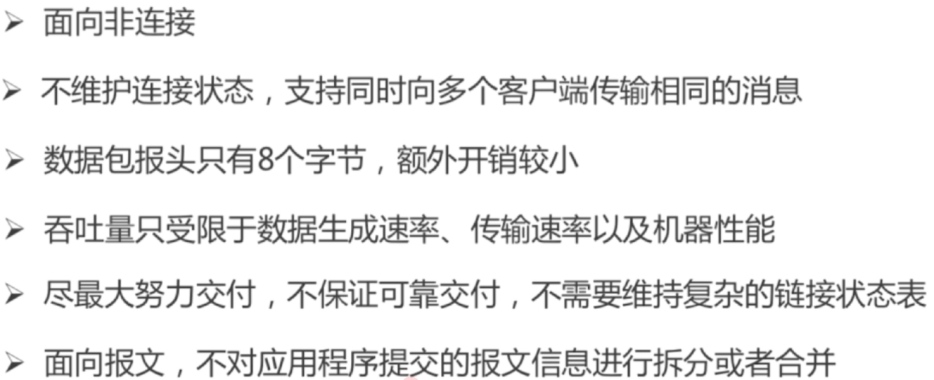 ➢ 面向非连接
➢ 不维护连接状态，支持同时向多个客户端传输相同的消息
➢ 数据包报头只有8个字节，额外开销较小
➢ 吞吐量只受限于数据生成速率、传输速率以及机器性能
➢ 尽最大努力交付，不保证可靠交付，不需要维持复杂的链接状态表
➢ 面向报文，不对应用程序提交的报文信息进行拆分或者合并